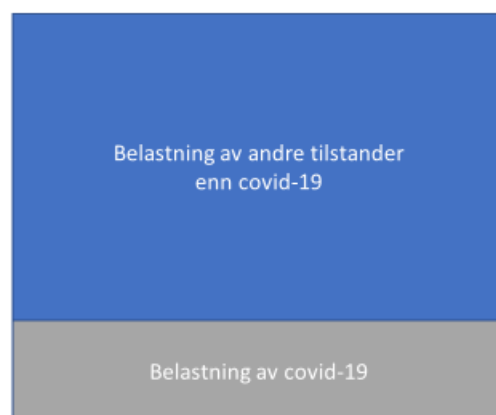 Belastning av andre tilstander
enn covid-19
Belastning av covid-19